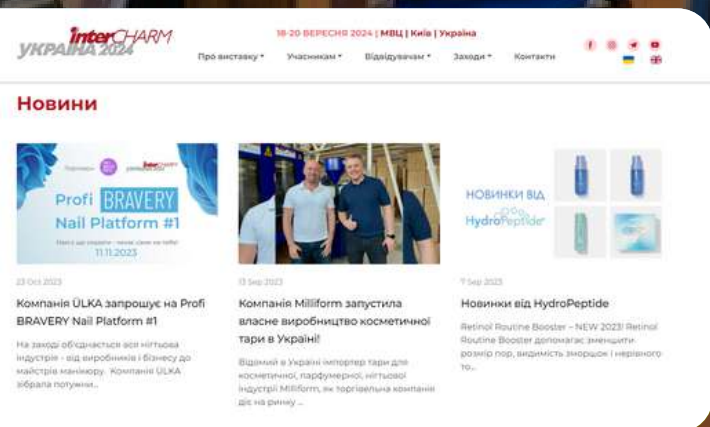 InterCHARM
УКРАЇНА 2024
18-20 ВЕРЕСНЯ 2024 | МВЦ | Київ | Україна
Про виставку
Учасникам
Відвідувачам
Заходи
Контакти
Новини
InterCHARM
Profi BRAVERY
Nail Platform #1
11.11.2023
НОВИНКИ ВІД
HydroPeptide
23 Oct 2023
13 Sep 2023
7 Sep 2023
Компанія ÜLKA запрошує на Profi
BRAVERY Nail Platform #1
На заході об'єднається вся нігтьова
індустрія - від виробників і бізнесу до
майстрів манікюру. Компанія ÜLKA
зібрала потужни...
Компанія Milliform запустила
власне виробництво косметичної
тари в Україні!
Відомий в Україні імпортер тари для
косметичної, парфумерної, нігтьової
індустрії Milliform, як торгівельна компанія
діє на ринку ...
Новинки від HydroPeptide
Retinol Routine Booster – NEW 2023! Retinol
Routine Booster допомагає зменшити
розмір пор, видимість зморщок і нерівного
то...